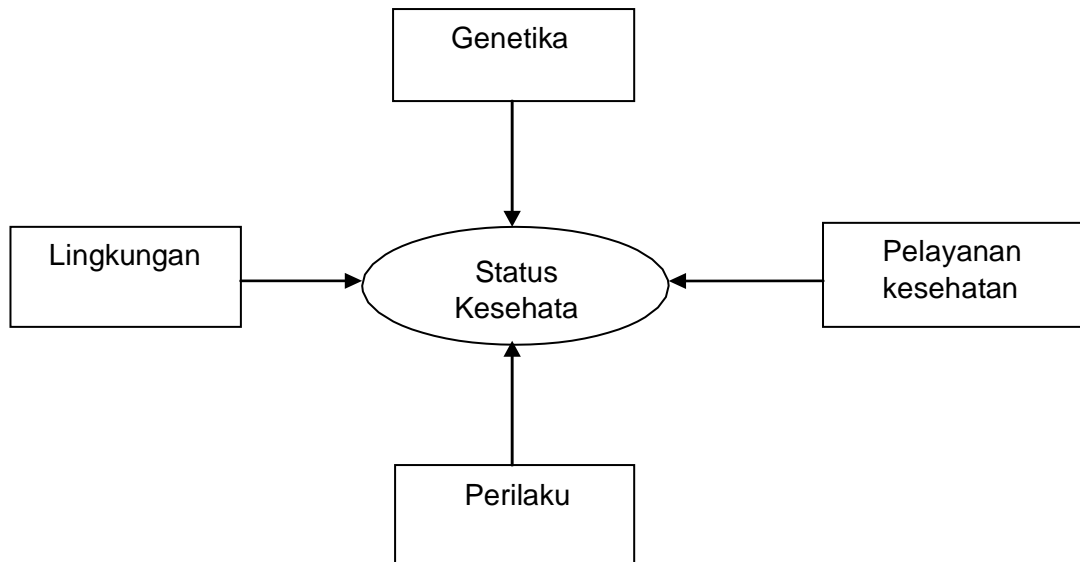 Genetika
Lingkungan
Status
Kesehata
Pelayanan
kesehatan
Perilaku